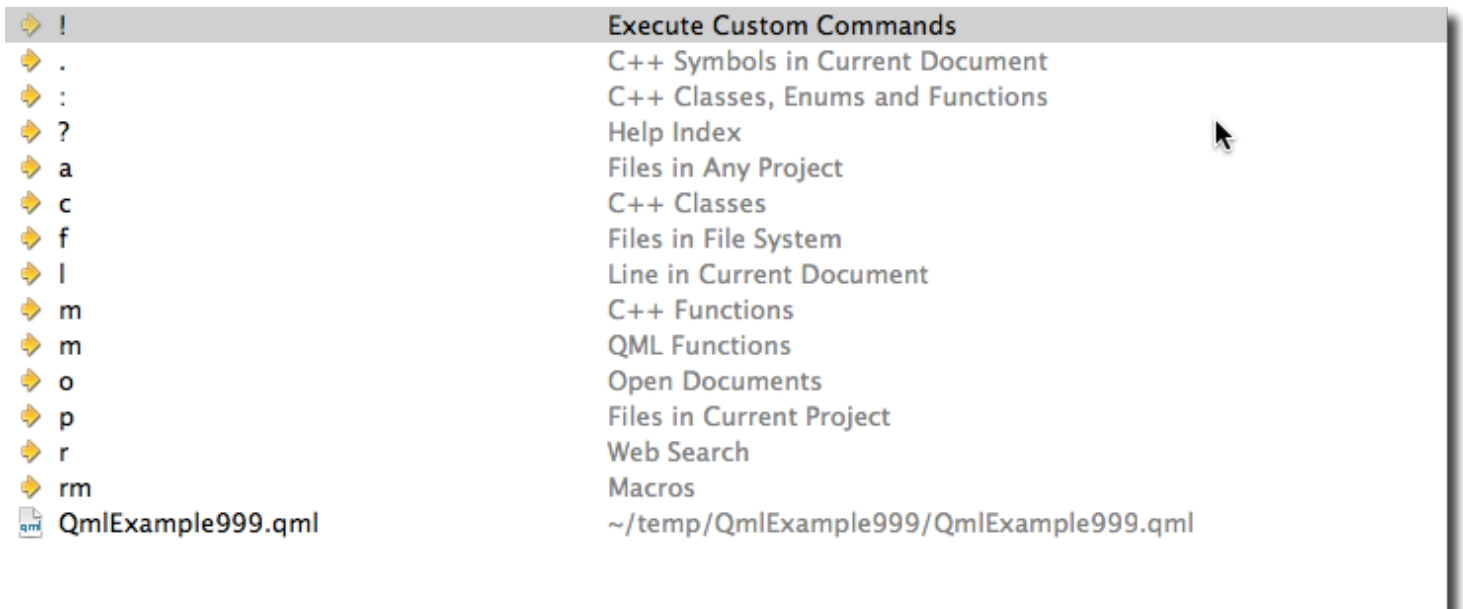 ! Execute Custom Commands
. C++ Symbols in Current Document
: C++ Classes, Enums and Functions
? Help Index
a Files in Any Project
c C++ Classes
f Files in File System
l Line in Current Document
m C++ Functions
m QML Functions
o Open Documents
p Files in Current Project
r Web Search
rm Macros
qml QmlExample999.qml ~/temp/QmlExample999/QmlExample999.qml